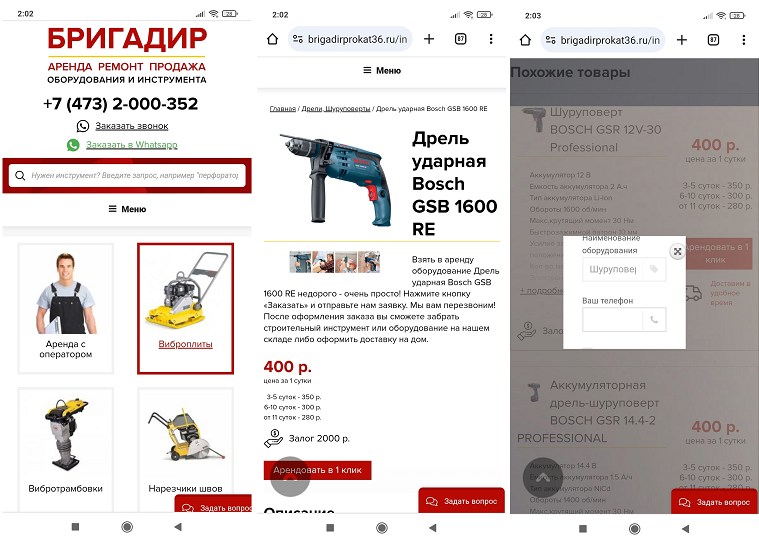 2:02
28
БРИГАДИР
АРЕНДА РЕМОНТ ПРОДАЖА
ОБОРУДОВАНИЯ И ИНСТРУМЕНТА
+7 (473) 2-000-352
Заказать звонок
Заказать в Whatsapp
Нужен инструмент? Введите запрос, например "перфоратор
Меню
Аренда с
оператором
Виброплиты
Вибротрамбовки
Нарезчики швов
Задать вопрос
2:02
28
brigadirprokat36.ru/in
87
Меню
Главная / Дрели, Шуруповерты / Дрель ударная Bosch GSB 1600 RE
Дрель
ударная
Bosch
GSB 1600
RE
Взять в аренду
оборудование Дрель
ударная Bosch GSB
1600 RE недорого - очень просто! Нажмите кнопку
«Заказать» и отправьте нам заявку. Мы вам перезвоним!
После оформления заказа вы сможете забрать
строительный инструмент или оборудование на нашем
складе либо оформить доставку на дом.
400 р.
цена за 1 сутки
3-5 суток - 350 р.
6-10 суток - 300 р.
от 11 суток - 280 р.
Залог 2000 р.
Арендовать в 1 клик
Задать вопрос
Описание
2:03
28
brigadirprokat36.ru/in
87
Похожие товары
Шуруповерт
BOSCH GSR 12V-30
Professional
400 р.
цена за 1 сутки
Аккумулятор 12 В
Емкость аккумулятора 2 А.ч
Тип аккумулятора Li-Ion
Обороты 1600 об/мин
Макс.крутящий момент 30 Нм
Быстрозажимной патрон 10 мм
3-5 суток - 350 р.
6-10 суток - 300 р.
от 11 суток - 280 р.
Арендовать в 1
клик
+ подробн
Доставим в
удобное
время
Залог
Наименование
оборудования
Шуруповер
Ваш телефон
Аккумуляторная
дрель-шуруповерт
BOSCH GSR 14.4-2
PROFESSIONAL
400 р.
цена за 1 сутки
Аккумулятор 14.4 В
Емкость аккумулятора 1.5 А/ч
Тип аккумулятора NiCd
Обороты 1400 об/мин
Макс.крутящий момент 30 Нм
3-5 суток - 350 р.
6-10 суток - 300 р.
Задать вопрос